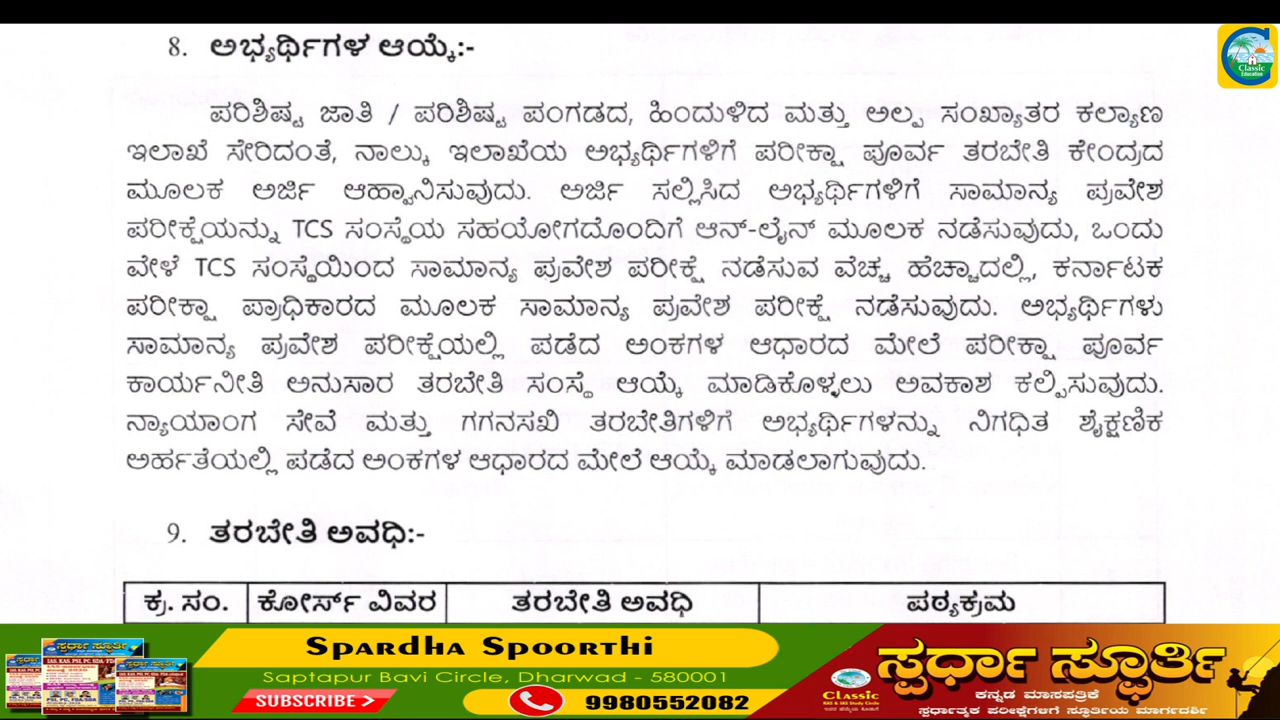 8. ಅಭ್ಯರ್ಥಿಗಳ ಆಯ್ಕೆ:-
Classic
Education
ಪರಿಶಿಷ್ಟ ಜಾತಿ / ಪರಿಶಿಷ್ಟ ಪಂಗಡದ, ಹಿಂದುಳಿದ ಮತ್ತು ಅಲ್ಪ ಸಂಖ್ಯಾತರ ಕಲ್ಯಾಣ
ಇಲಾಖೆ ಸೇರಿದಂತೆ, ನಾಲ್ಕು ಇಲಾಖೆಯ ಅಭ್ಯರ್ಥಿಗಳಿಗೆ ಪರೀಕ್ಷಾ ಪೂರ್ವ ತರಬೇತಿ ಕೇಂದ್ರದ
ಮೂಲಕ ಅರ್ಜಿ ಆಹ್ವಾನಿಸುವುದು. ಅರ್ಜಿ ಸಲ್ಲಿಸಿದ ಅಭ್ಯರ್ಥಿಗಳಿಗೆ ಸಾಮಾನ್ಯ ಪ್ರವೇಶ
ಪರೀಕ್ಷೆಯನ್ನು TCS ಸಂಸ್ಥೆಯ ಸಹಯೋಗದೊಂದಿಗೆ ಆನ್-ಲೈನ್ ಮೂಲಕ ನಡೆಸುವುದು, ಒಂದು
ವೇಳೆ TCS ಸಂಸ್ಥೆಯಿಂದ ಸಾಮಾನ್ಯ ಪ್ರವೇಶ ಪರೀಕ್ಷೆ ನಡೆಸುವ ವೆಚ್ಚ ಹೆಚ್ಚಾದಲ್ಲಿ, ಕರ್ನಾಟಕ
ಪರೀಕ್ಷಾ ಪ್ರಾಧಿಕಾರದ ಮೂಲಕ ಸಾಮಾನ್ಯ ಪ್ರವೇಶ ಪರೀಕ್ಷೆ ನಡೆಸುವುದು. ಅಭ್ಯರ್ಥಿಗಳು
ಸಾಮಾನ್ಯ ಪ್ರವೇಶ ಪರೀಕ್ಷೆಯಲ್ಲಿ ಪಡೆದ ಅಂಕಗಳ ಆಧಾರದ ಮೇಲೆ ಪರೀಕ್ಷಾ ಪೂರ್ವ
ಕಾರ್ಯನೀತಿ ಅನುಸಾರ ತರಬೇತಿ ಸಂಸ್ಥೆ ಆಯ್ಕೆ ಮಾಡಿಕೊಳ್ಳಲು ಅವಕಾಶ ಕಲ್ಪಿಸುವುದು.
ನ್ಯಾಯಾಂಗ ಸೇವೆ ಮತ್ತು ಗಗನಸಖಿ ತರಬೇತಿಗಳಿಗೆ ಅಭ್ಯರ್ಥಿಗಳನ್ನು ನಿಗಧಿತ ಶೈಕ್ಷಣಿಕ
ಅರ್ಹತೆಯಲ್ಲಿ ಪಡೆದ ಅಂಕಗಳ ಆಧಾರದ ಮೇಲೆ ಆಯ್ಕೆ ಮಾಡಲಾಗುವುದು.
9. ತರಬೇತಿ ಅವಧಿ:-
ಕ್ರ. ಸಂ. ಕೋರ್ಸ್ ವಿವರ ತರಬೇತಿ ಅವಧಿ ಪಠ್ಯಕ್ರಮ
Spardha Spoorthi
Saptapur Bavi Circle, Dharwad - 580001
SUBSCRIBE 9980552082
ಸ್ಪರ್ಧಾ ಸ್ಫೂರ್ತಿ
ಕನ್ನಡ ಮಾಸಪತ್ರಿಕೆ
ಸ್ಪರ್ಧಾತ್ಮಕ ಪರೀಕ್ಷೆಗಳಿಗೆ ಸ್ಫೂರ್ತಿಯ ಮಾರ್ಗದರ್ಶಿ
Classic
KAS & IAS Study Circle